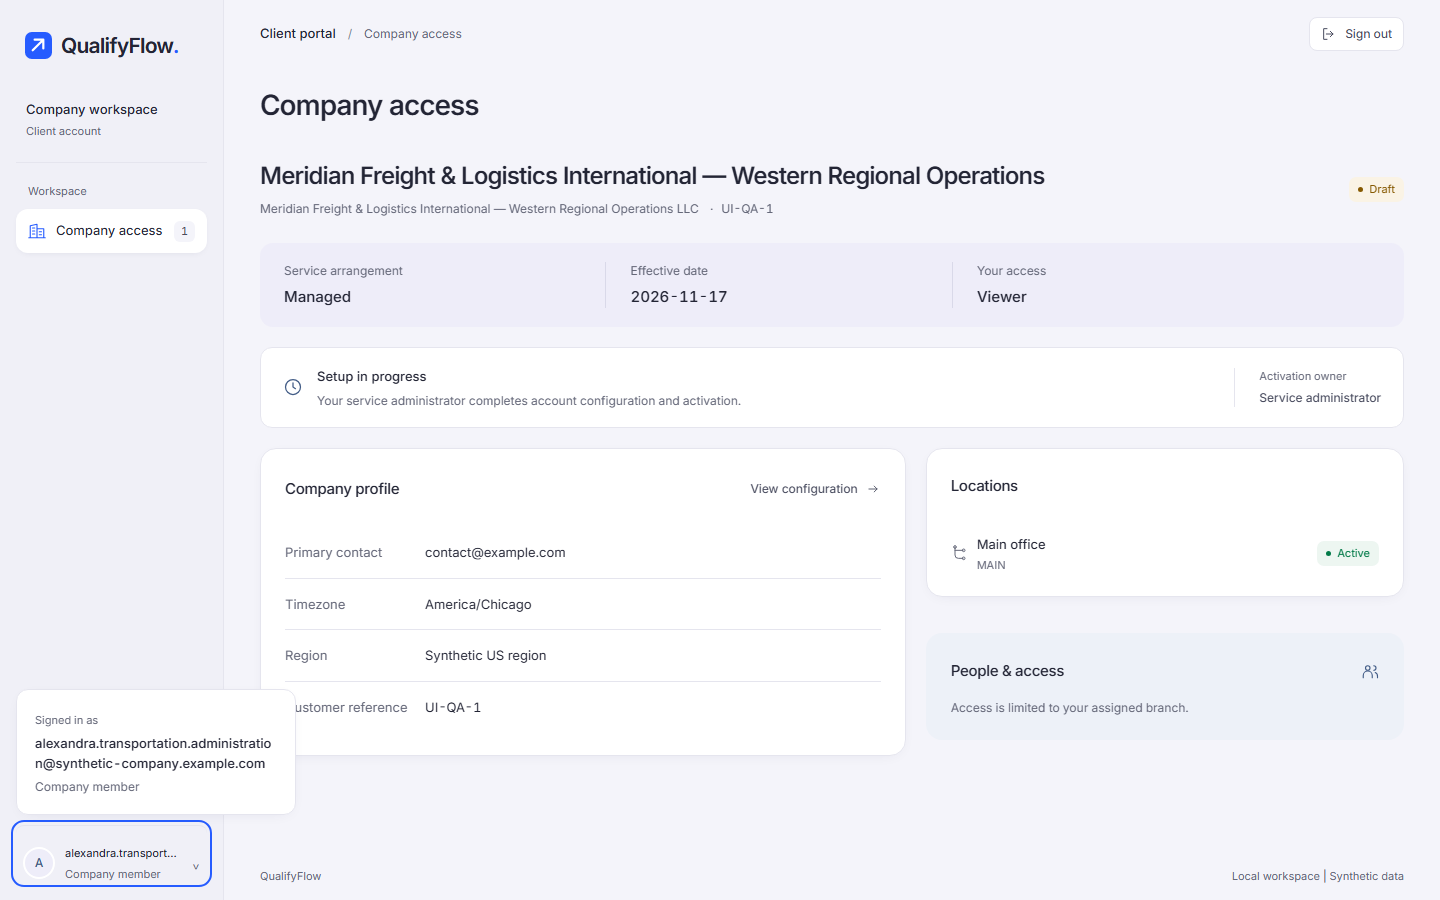 QualifyFlow.
Company workspace
Client account
Workspace
Company access 1
Client portal / Company access
Sign out
Company access
Meridian Freight & Logistics International — Western Regional Operations
Meridian Freight & Logistics International — Western Regional Operations LLC · UI-QA-1
Draft
Service arrangement
Managed
Effective date
2026-11-17
Your access
Viewer
Setup in progress
Your service administrator completes account configuration and activation.
Activation owner
Service administrator
Company profile
View configuration →
Primary contact contact@example.com
Timezone America/Chicago
Region Synthetic US region
ustomer reference UI-QA-1
Locations
Main office
MAIN
Active
People & access
Access is limited to your assigned branch.
Signed in as
alexandra.transportation.administratio
n@synthetic-company.example.com
Company member
A
alexandra.transport...
Company member
QualifyFlow
Local workspace | Synthetic data